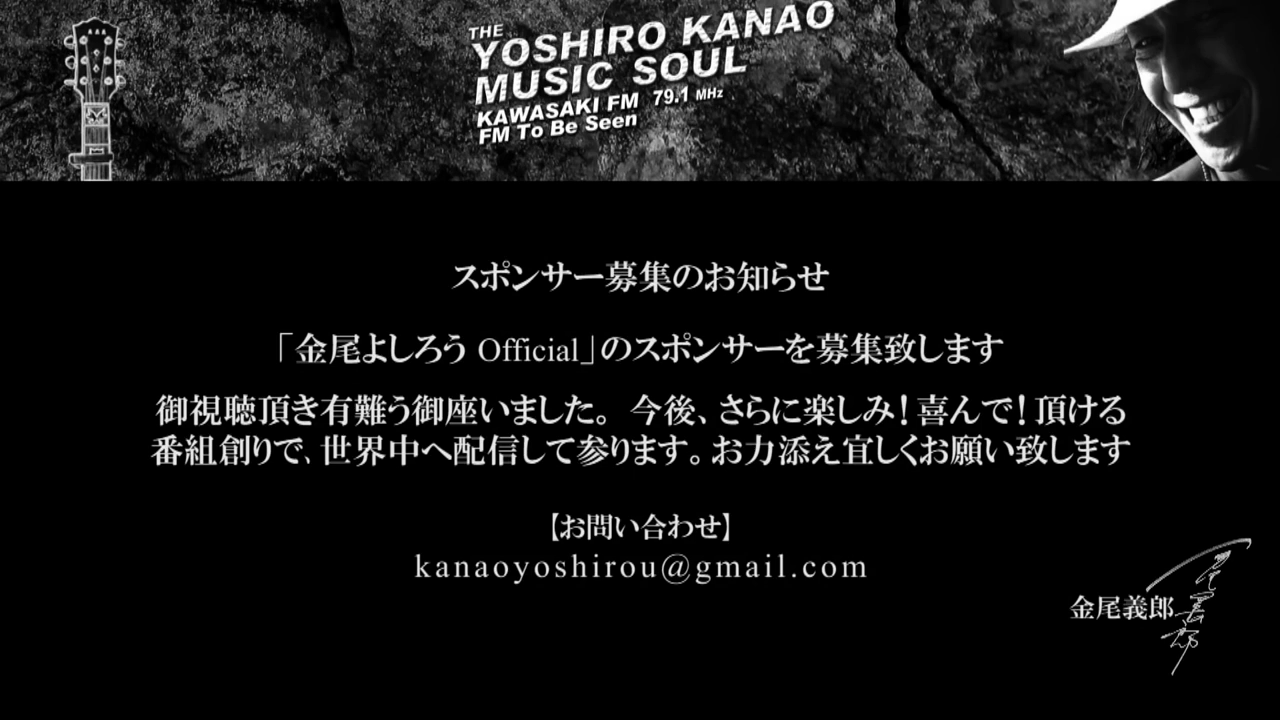 THE
YOSHIRO KANAO
MUSIC SOUL
KAWASAKI FM 79.1 MHz
FM To Be Seen
スポンサー募集のお知らせ
「金尾よしろう Official」のスポンサーを募集致します
御視聴頂き有難う御座いました。今後、さらに楽しみ！喜んで！頂ける
番組創りで、世界中へ配信して参ります。お力添え宜しくお願い致します
【お問い合わせ】
kanaoyoshirou@gmail.com
金尾義郎